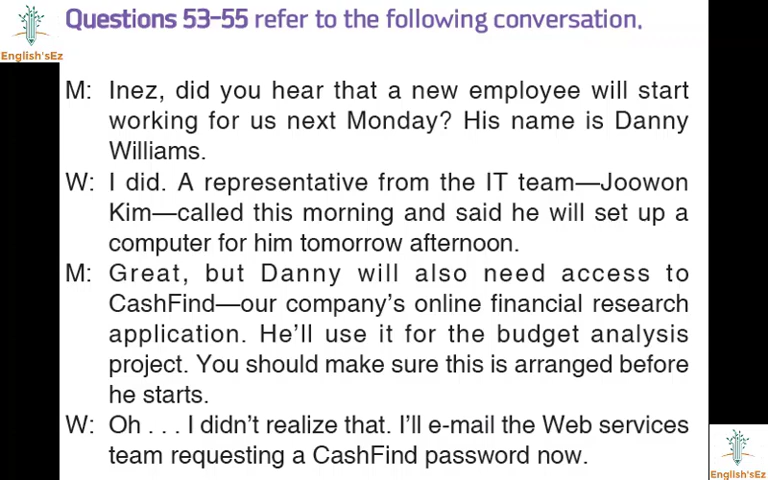 Questions 53–55 refer to the following conversation.
English'sEz
M: Inez, did you hear that a new employee will start
working for us next Monday? His name is Danny
Williams.
W: I did. A representative from the IT team—Joowon
Kim—called this morning and said he will set up a
computer for him tomorrow afternoon.
M: Great, but Danny will also need access to
CashFind—our company's online financial research
application. He'll use it for the budget analysis
project. You should make sure this is arranged before
he starts.
W: Oh . . . I didn't realize that. I'll e-mail the Web services
team requesting a CashFind password now.
English'sEz